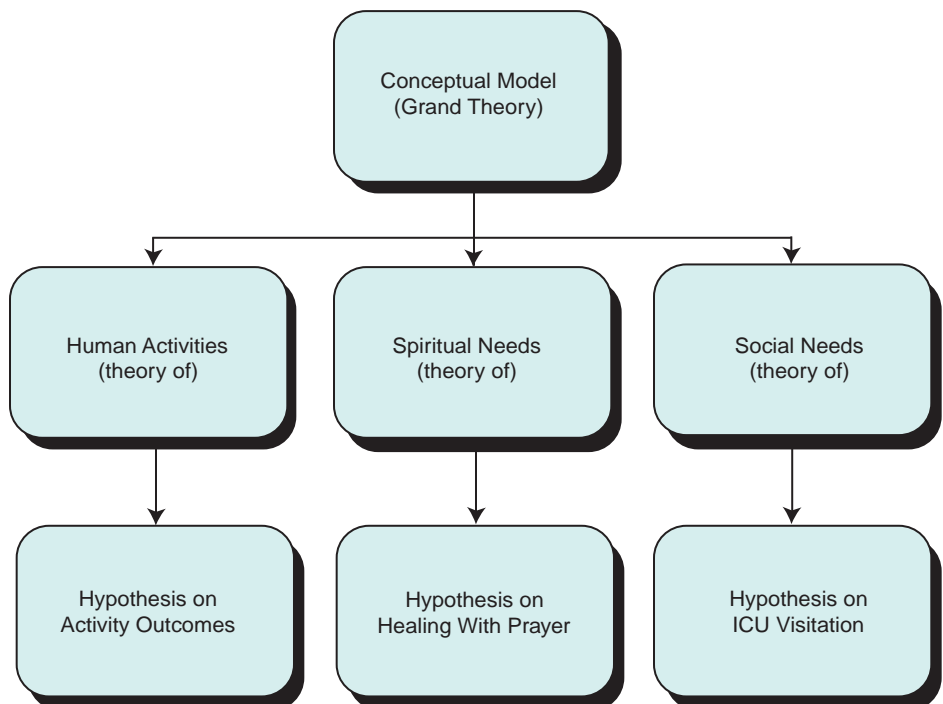 Conceptual Model
(Grand Theory)
Human Activities
(theory of)
Spiritual Needs
(theory of)
Social Needs
(theory of)
Hypothesis on
Activity Outcomes
Hypothesis on
Healing With Prayer
Hypothesis on
ICU Visitation